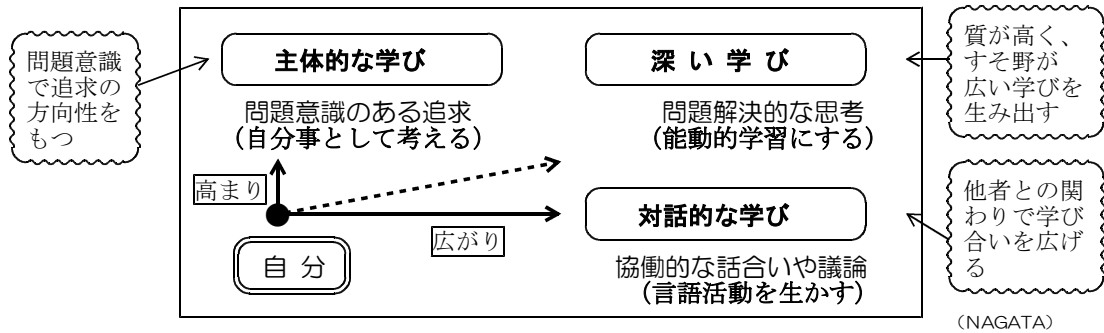 問題意識
で追求の
方向性を
もつ
主体的な学び
問題意識のある追求
(自分事として考える)
高まり
広がり
自 分
深 い 学 び
問題解決的な思考
(能動的学習にする)
対話的な学び
協働的な話合いや議論
(言語活動を生かす)
質が高く、
すそ野が
広い学びを
生み出す
他者との関
わりで学び
合いを広げ
る
(NAGATA)